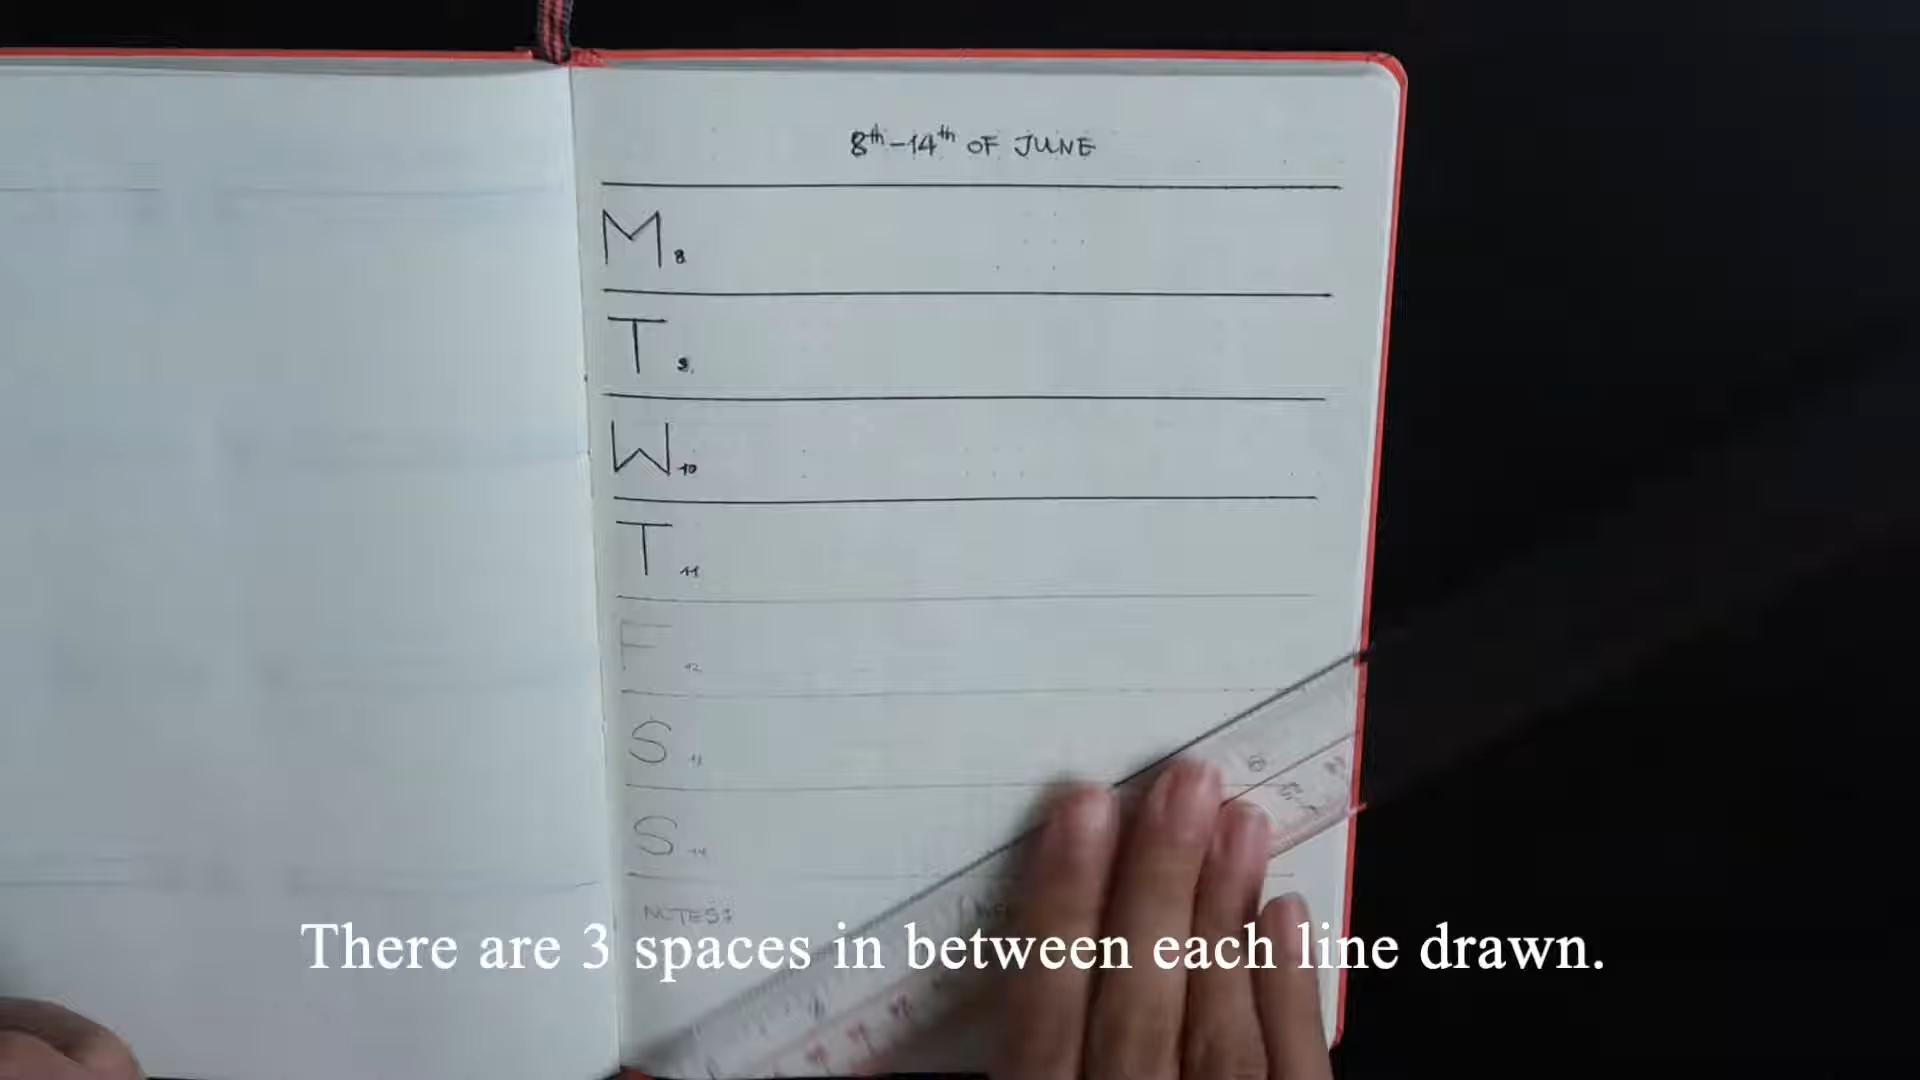 8th-14th OF JUNE
M 8
T 9
W 10
T 11
F 12
S 13
S 14
NOTES:
There are 3 spaces in between each line drawn.